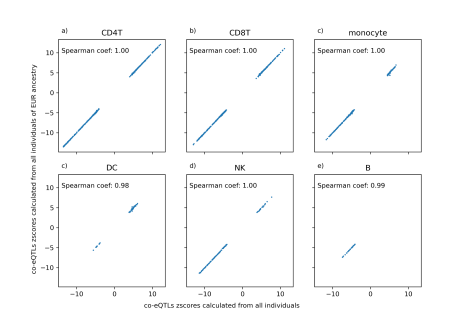 a) CD4T
b) CD8T
c) monocyte
Spearman coef: 1.00
Spearman coef: 1.00
Spearman coef: 1.00
10
5
0
−5
−10
c) DC
d) NK
e) B
Spearman coef: 0.98
Spearman coef: 1.00
Spearman coef: 0.99
10
5
0
−5
−10
−10 0 10
−10 0 10
−10 0 10
co-eQTLs zscores calculated from all individuals
co-eQTLs zscores calculated from all individuals of EUR ancestry